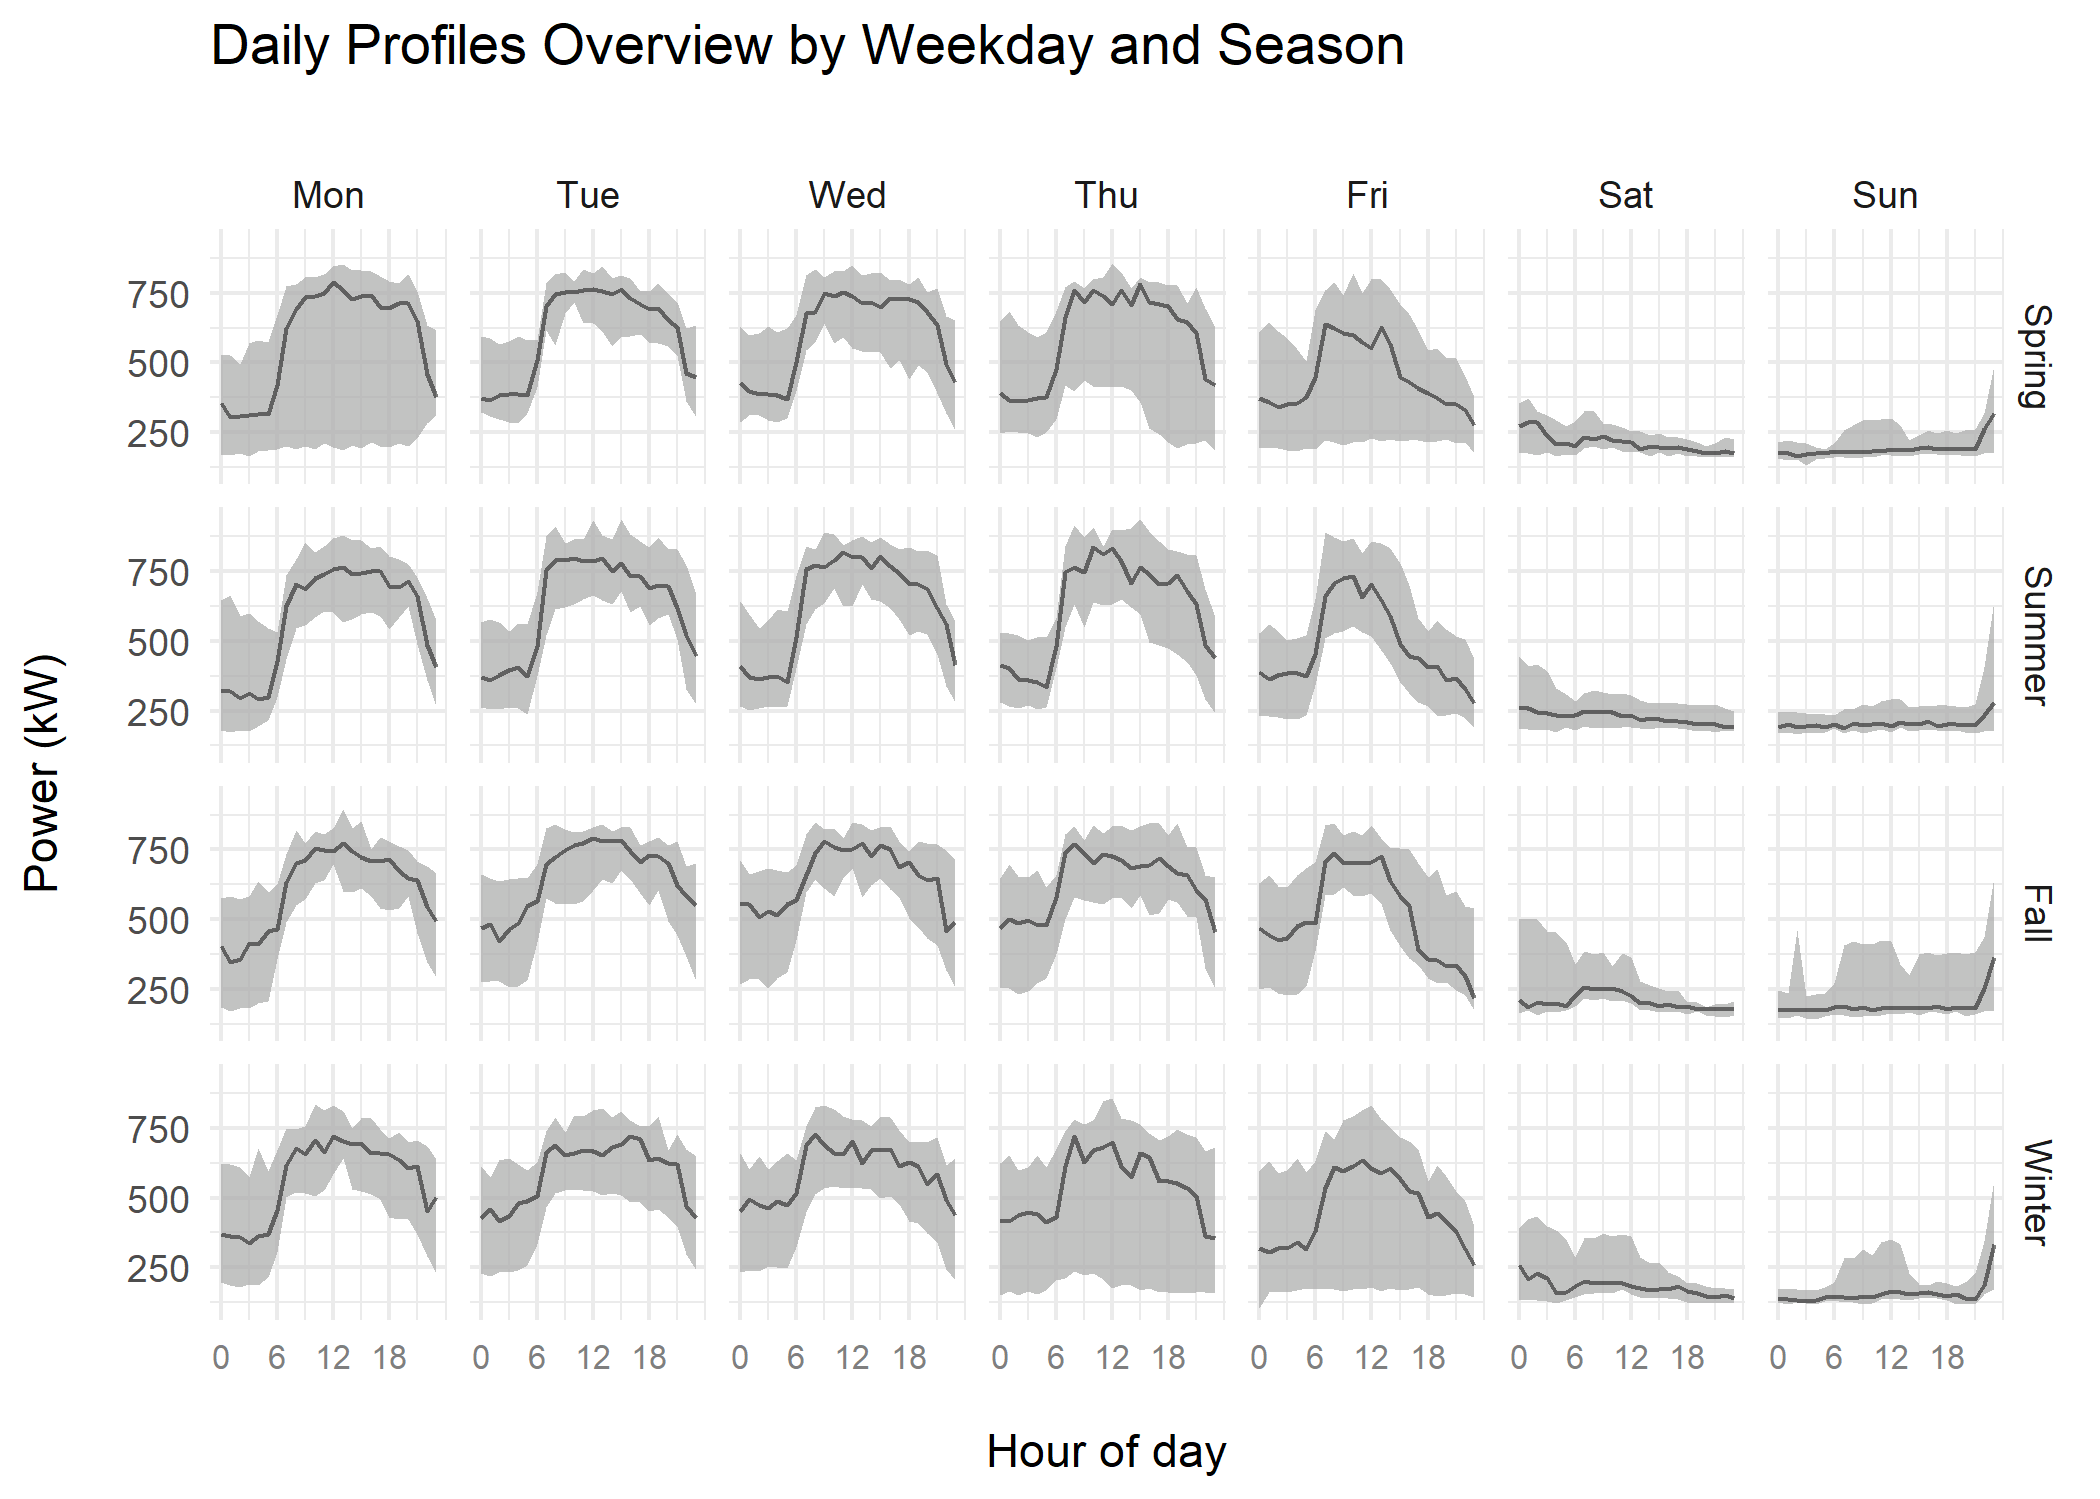 Daily Profiles Overview by Weekday and Season
Mon Tue Wed Thu Fri Sat Sun
750
500
250
Spring
750
500
250
Summer
750
500
250
Fall
750
500
250
Winter
0 6 12 18 0 6 12 18 0 6 12 18 0 6 12 18 0 6 12 18 0 6 12 18 0 6 12 18
Power (kW)
Hour of day